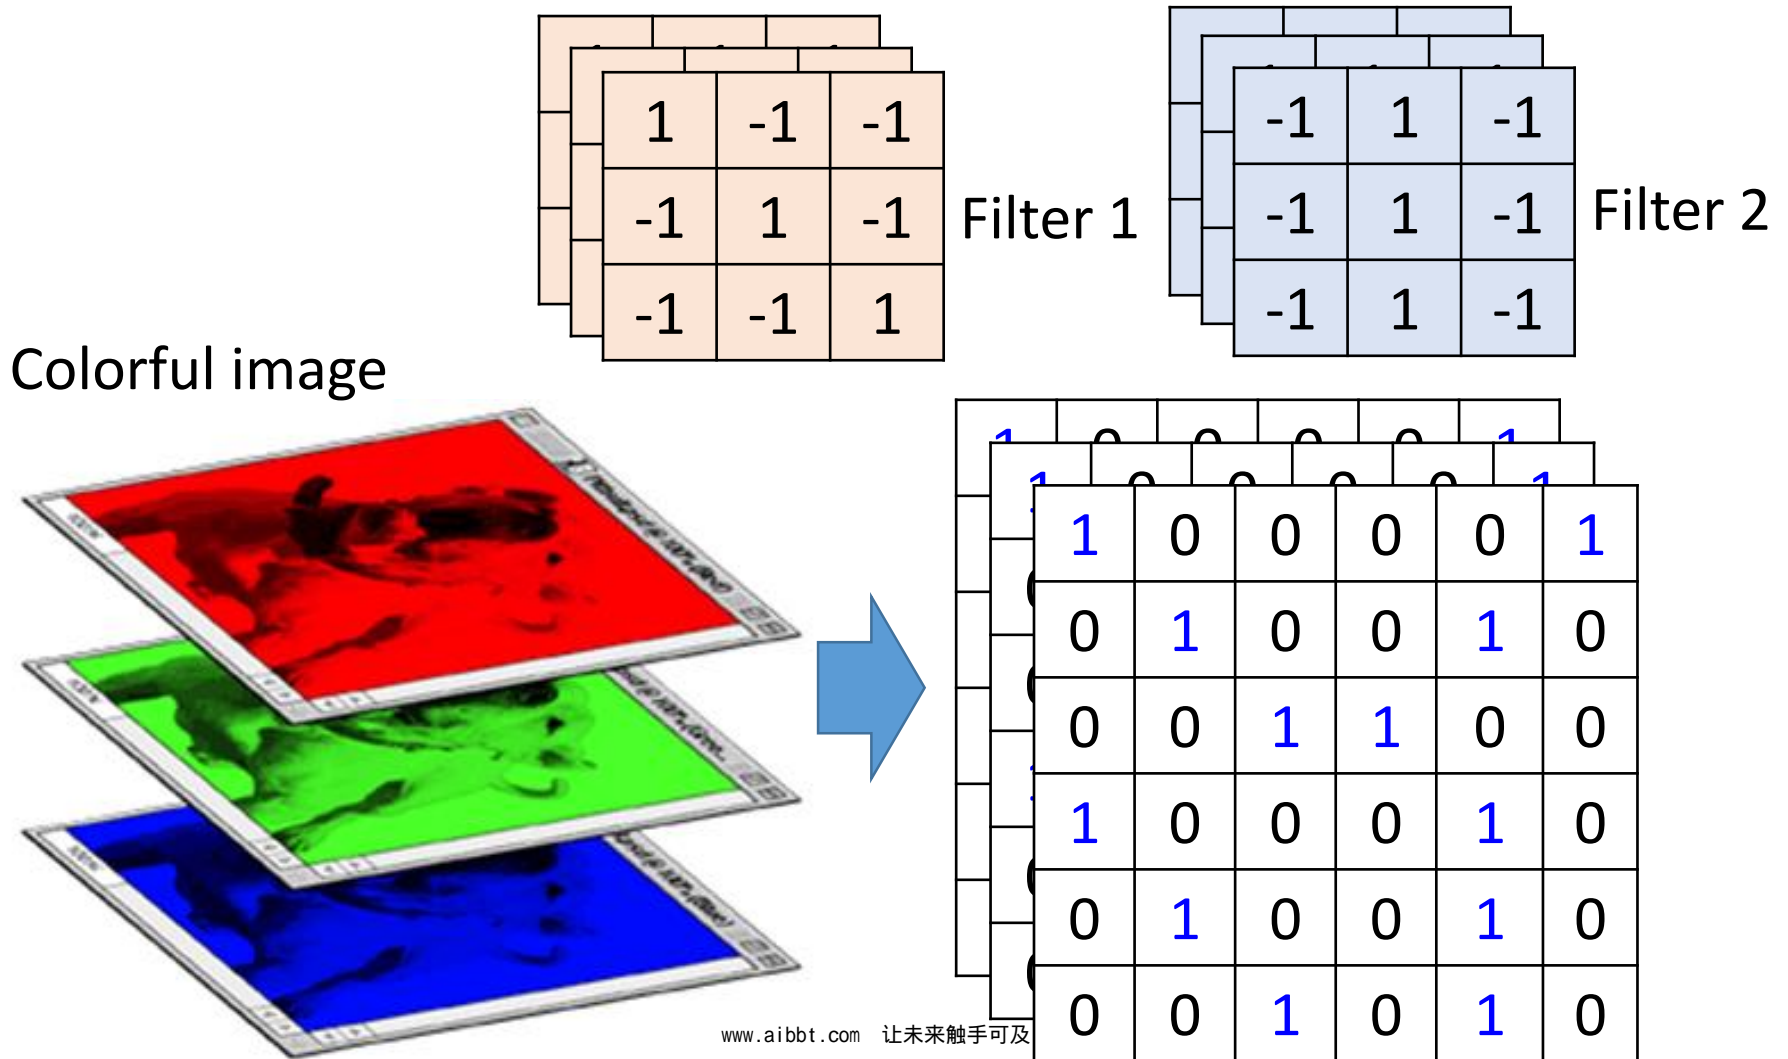 1 -1 -1
-1 1 -1
-1 -1 1
Filter 1
-1 1 -1
-1 1 -1
-1 1 -1
Filter 2
Colorful image
1 0 0 0 0 1
0 1 0 0 1 0
0 0 1 1 0 0
1 0 0 0 1 0
0 1 0 0 1 0
0 0 1 0 1 0
www.aibbt.com 让未来触手可及